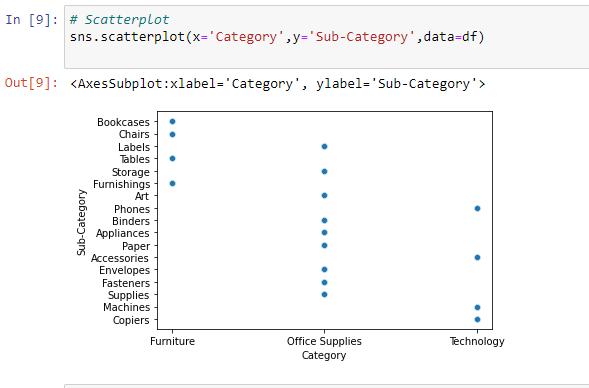 In [9]: # Scatterplot
sns.scatterplot(x='Category',y='Sub-Category',data=df)
Out[9]: <AxesSubplot:xlabel='Category', ylabel='Sub-Category'>
Sub-Category
Bookcases
Chairs
Labels
Tables
Storage
Furnishings
Art
Phones
Binders
Appliances
Paper
Accessories
Envelopes
Fasteners
Supplies
Machines
Copiers
Furniture Office Supplies Technology
Category